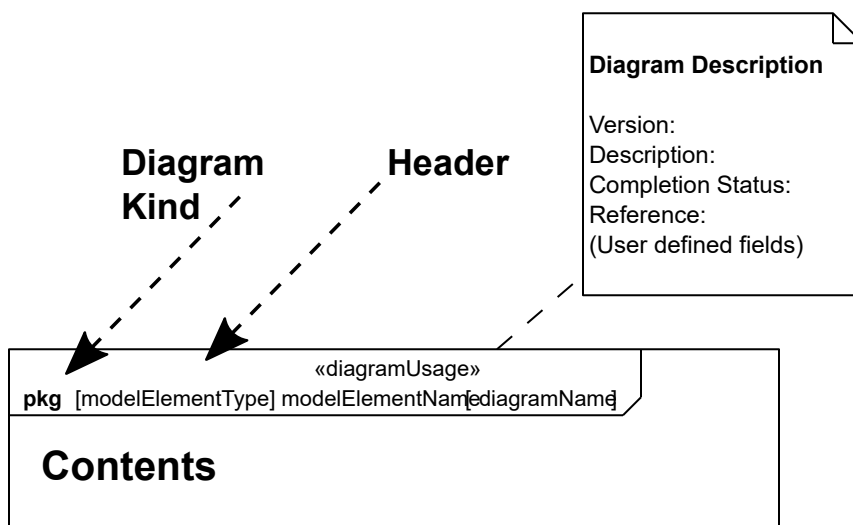 Diagram Description
Version:
Description:
Completion Status:
Reference:
(User defined fields)
Diagram
Kind
Header
«diagramUsage»
pkg [modelElementType] modelElementName[diagramName]
Contents